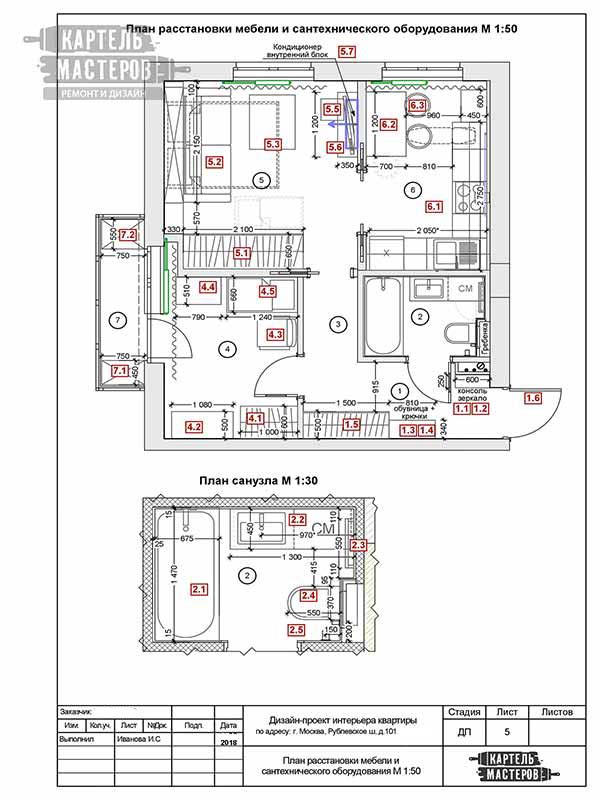 План расстановки мебели и сантехнического оборудования М 1:50
КАРТЕЛЬ
МАСТЕРОВ
РЕМОНТ И ДИЗАЙН
Кондиционер
внутренний блок
5.7
100
1 200
5.5
5.6
350
2 150
5.2
5.3
5
570
330
2 100
5.1
650
1 200
6.2
6.3
600
960
450
700
810
6
2 750
6.1
2 050*
X
550
7.2
750
7
750
7.1
450
510
4.4
660
4.5
790
1 240
4.3
4
3
2
СМ
Гребенка
1 080
4.2
500
4.1
1 000
600
915
1 500
810
1
250
600
консоль
зеркало
1.1
1.2
1.6
обувница +
крючки
500
1.5
1.3
1.4
340
План санузла М 1:30
15
25
675
1 470
2.1
15
450
2.2
СМ
970*
110
550
2.3
1 300
2
415
110
95
2.4
370
550
2.5
150
200
Заказчик:
Изм.
Кол.уч.
Лист
№Док.
Подп.
Дата
Выполнил
Иванова И.С
2018
Дизайн-проект интерьера квартиры
по адресу: г. Москва, Рублевское ш, д.101
Стадия
Лист
Листов
ДП
5
План расстановки мебели и
сантехнического оборудования М 1:50
КАРТЕЛЬ
МАСТЕРОВ